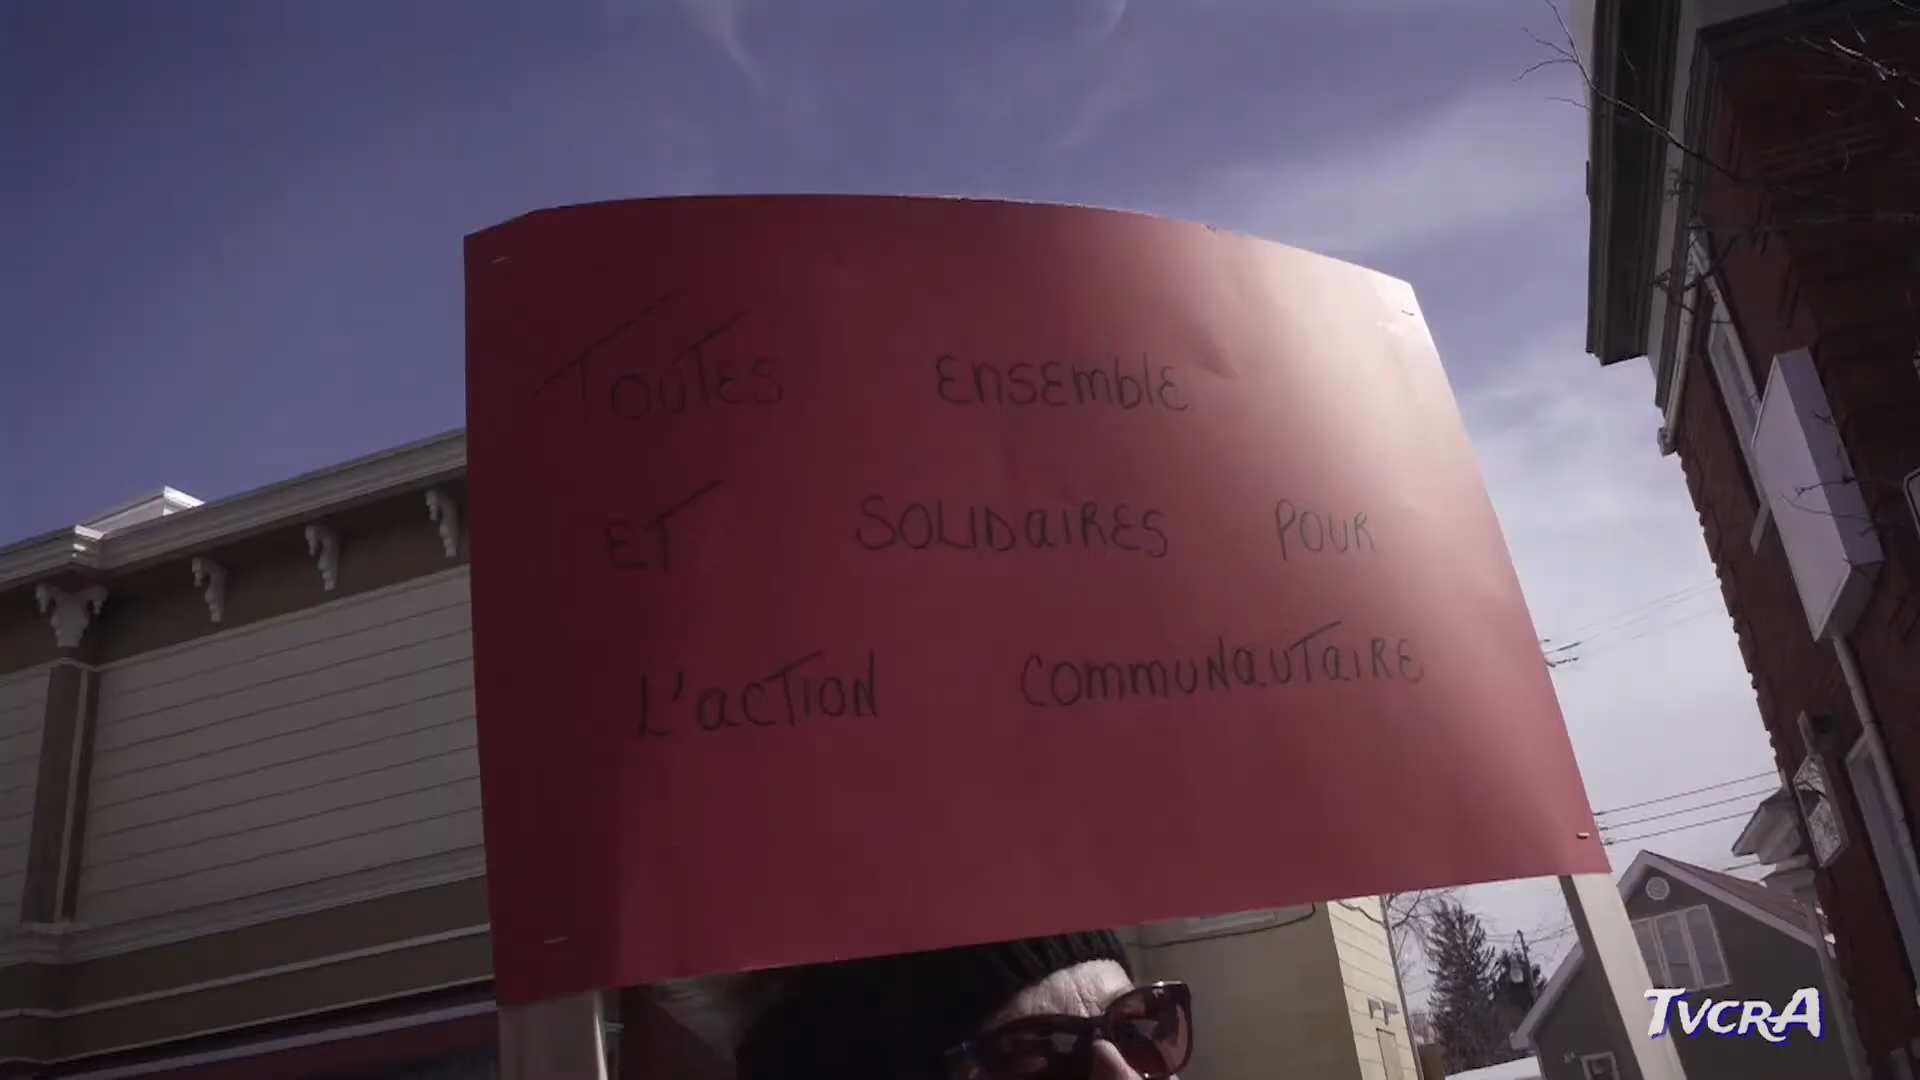 TOUTES ENSEMBLE
ET SOLIDAIRES POUR
L'ACTION COMMUNAUTAIRE
TVCRA